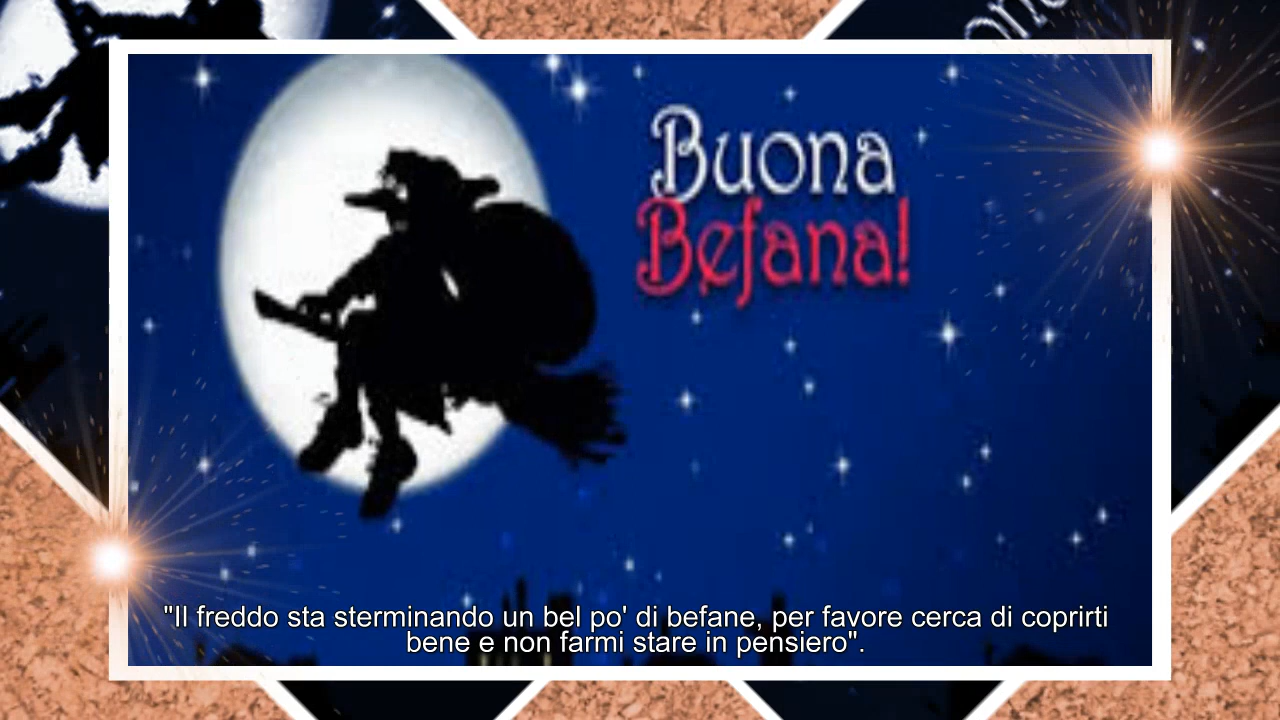 Buona
Befana!
"Il freddo sta sterminando un bel po' di befane, per favore cerca di coprirti
bene e non farmi stare in pensiero".